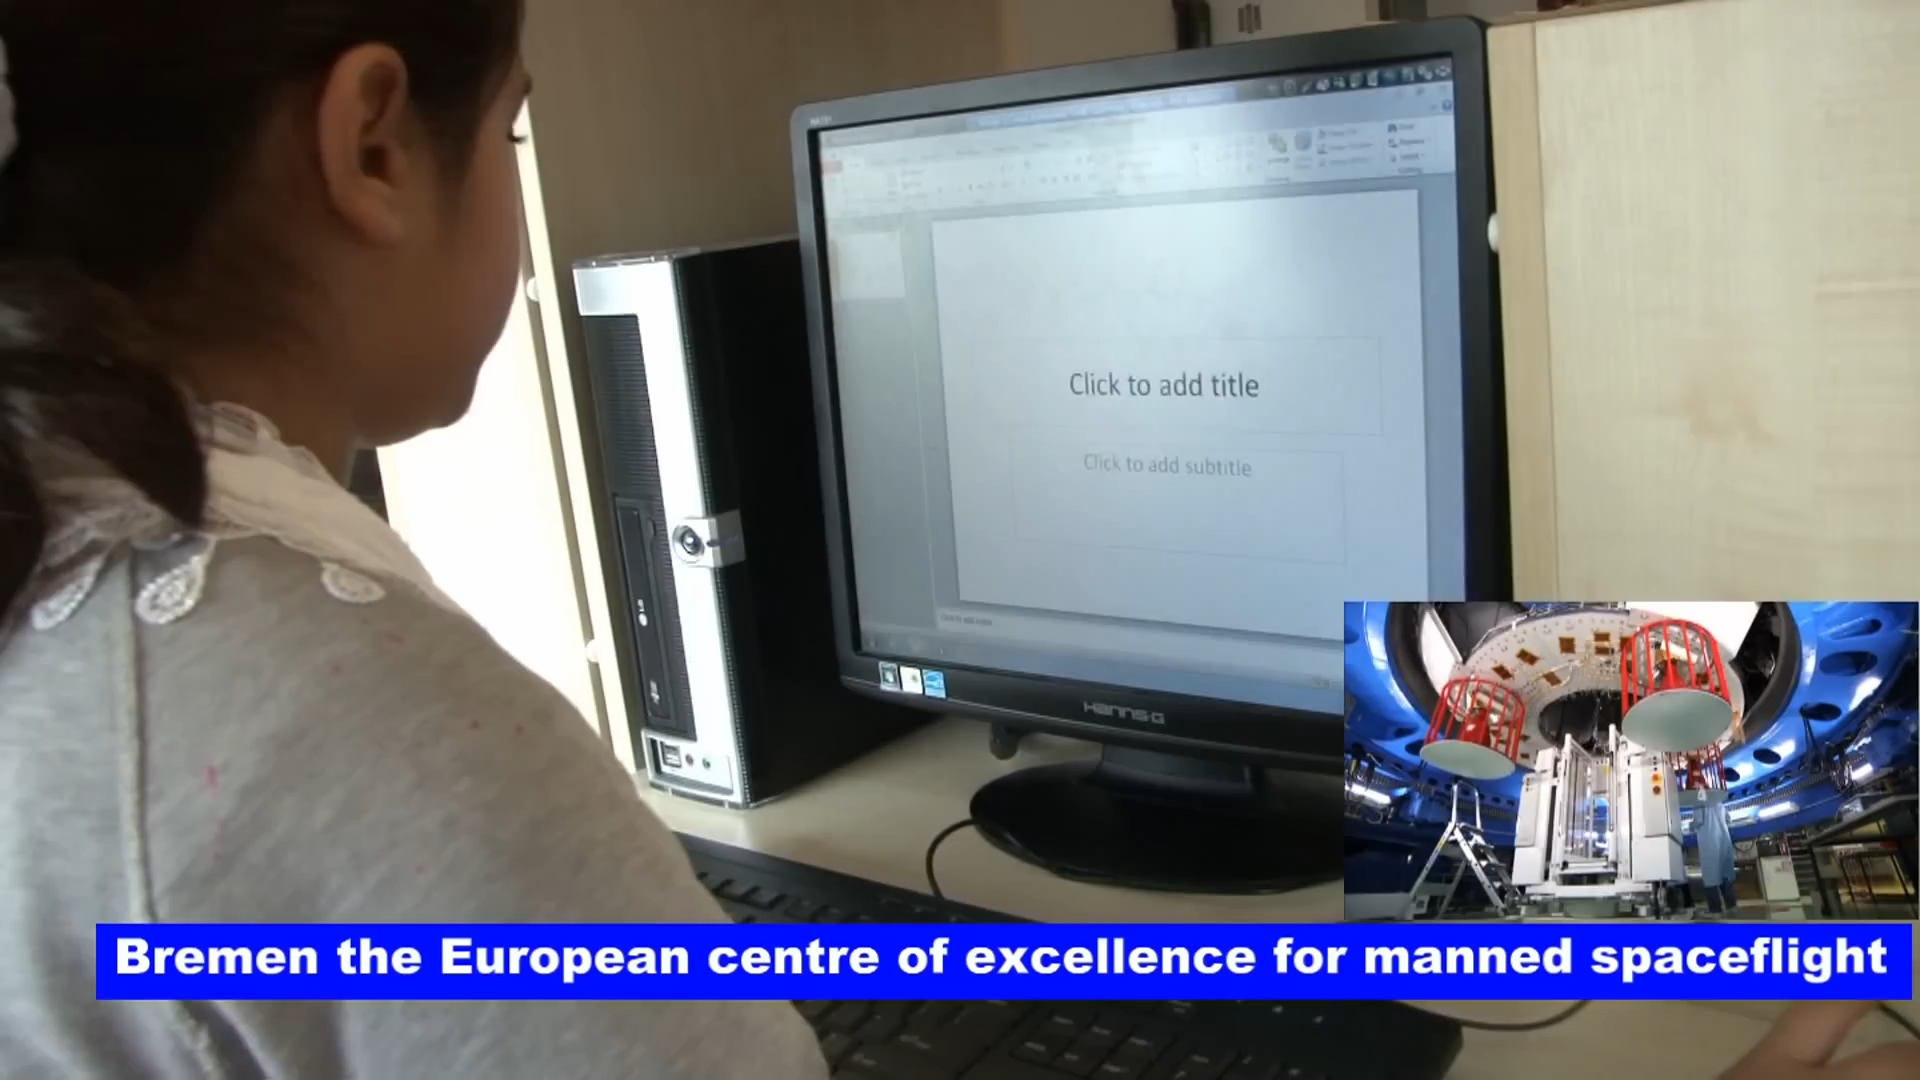 Click to add title
Click to add subtitle
HANNS-G
Bremen the European centre of excellence for manned spaceflight